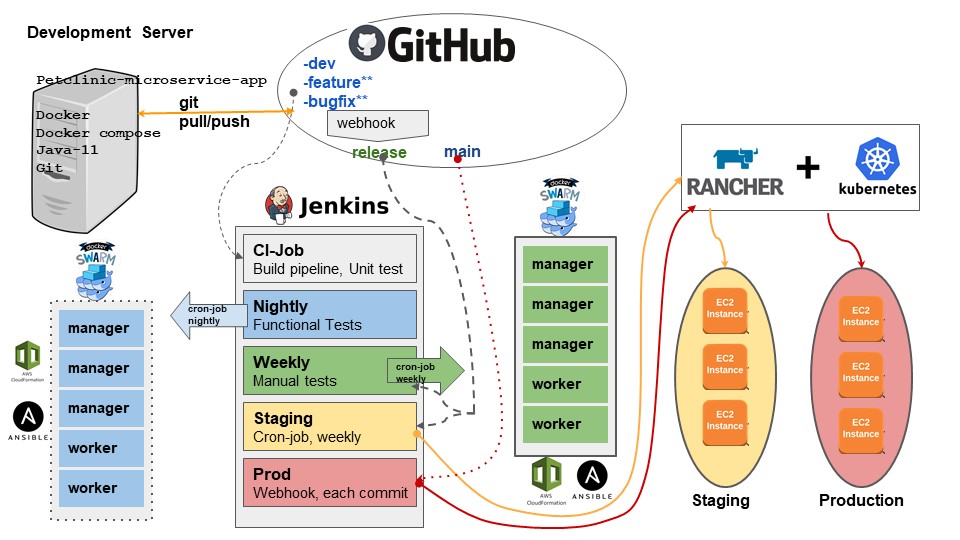 Development Server
Petclinic-microservice-app
Docker
Docker compose
Java-11
Git
git
pull/push
GitHub
-dev
-feature**
-bugfix**
webhook
release
main
Jenkins
CI-Job
Build pipeline, Unit test
Nightly
Functional Tests
cron-job
nightly
Weekly
Manual tests
cron-job
weekly
Staging
Cron-job, weekly
Prod
Webhook, each commit
docker
SWARM
manager
manager
manager
worker
worker
AWS
CloudFormation
ANSIBLE
docker
SWARM
manager
manager
manager
worker
worker
AWS
CloudFormation
ANSIBLE
RANCHER
+
kubernetes
EC2
Instance
EC2
Instance
EC2
Instance
Staging
EC2
Instance
EC2
Instance
EC2
Instance
Production